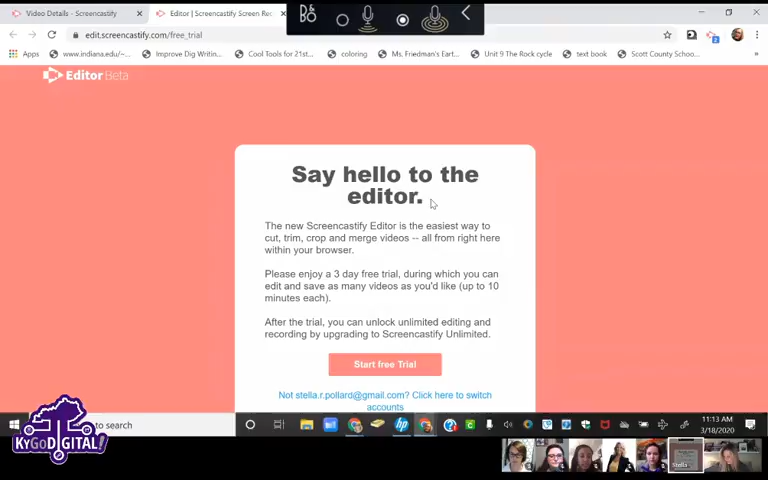 Video Details - Screencastify
Editor | Screencastify Screen Rec
edit.screencastify.com/free_trial
Apps
www.indiana.edu/~
Improve Dig Writin...
Cool Tools for 21st...
coloring
Ms. Friedman's Eart...
Unit 9 The Rock cycle
text book
Scott County Schoo...
Editor Beta
Say hello to the
editor.
The new Screencastify Editor is the easiest way to
cut, trim, crop and merge videos -- all from right here
within your browser.
Please enjoy a 3 day free trial, during which you can
edit and save as many videos as you'd like (up to 10
minutes each).
After the trial, you can unlock unlimited editing and
recording by upgrading to Screencastify Unlimited.
Start free Trial
Not stella.r.pollard@gmail.com? Click here to switch
accounts
to search
11:13 AM
3/18/2020
KYGODIGITAL!
Stella